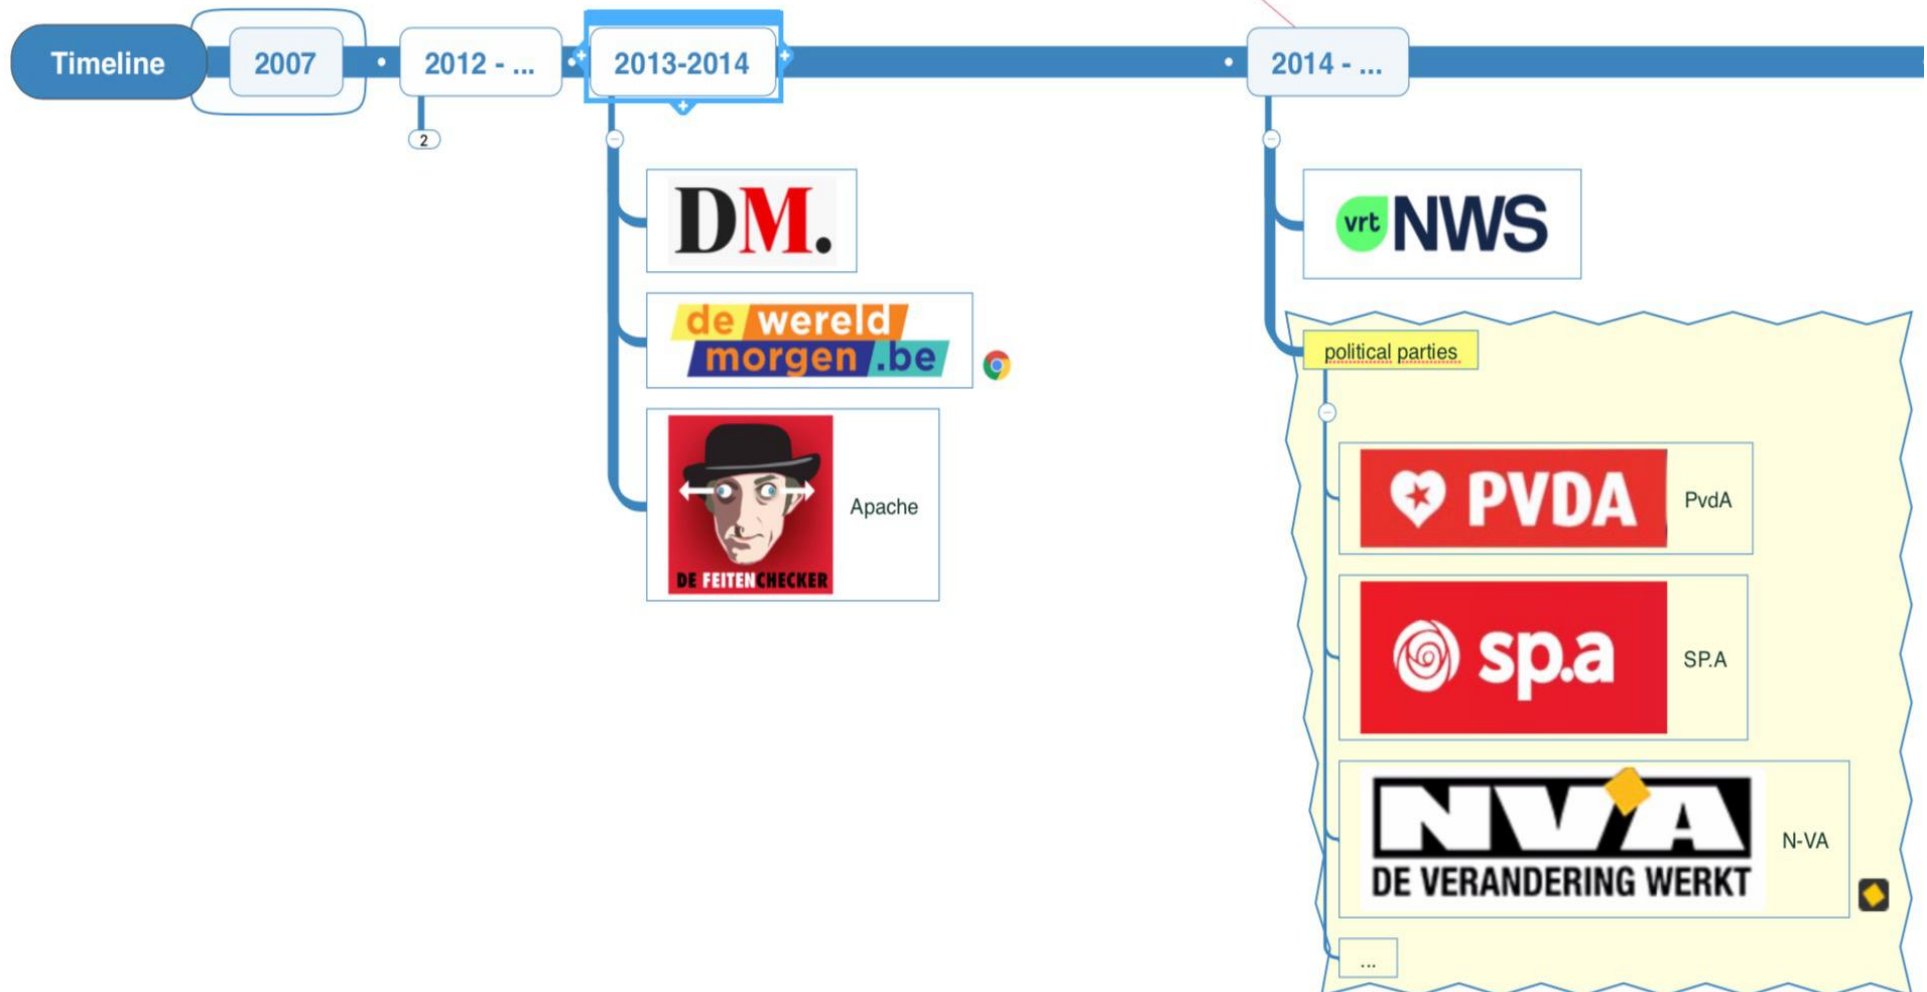 Timeline
2007
2012 - ...
2013-2014
2014 - ...
2
DM.
de wereld
morgen .be
DE FEITENCHECKER
Apache
vrt NWS
political parties
PVDA
PvdA
sp.a
SP.A
NVA
DE VERANDERING WERKT
N-VA
...